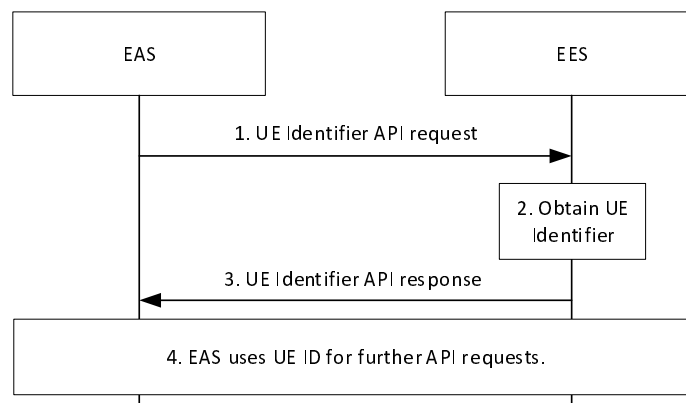 EAS
EES
1. UE Identifier API request
2. Obtain UE
Identifier
3. UE Identifier API response
4. EAS uses UE ID for further API requests.